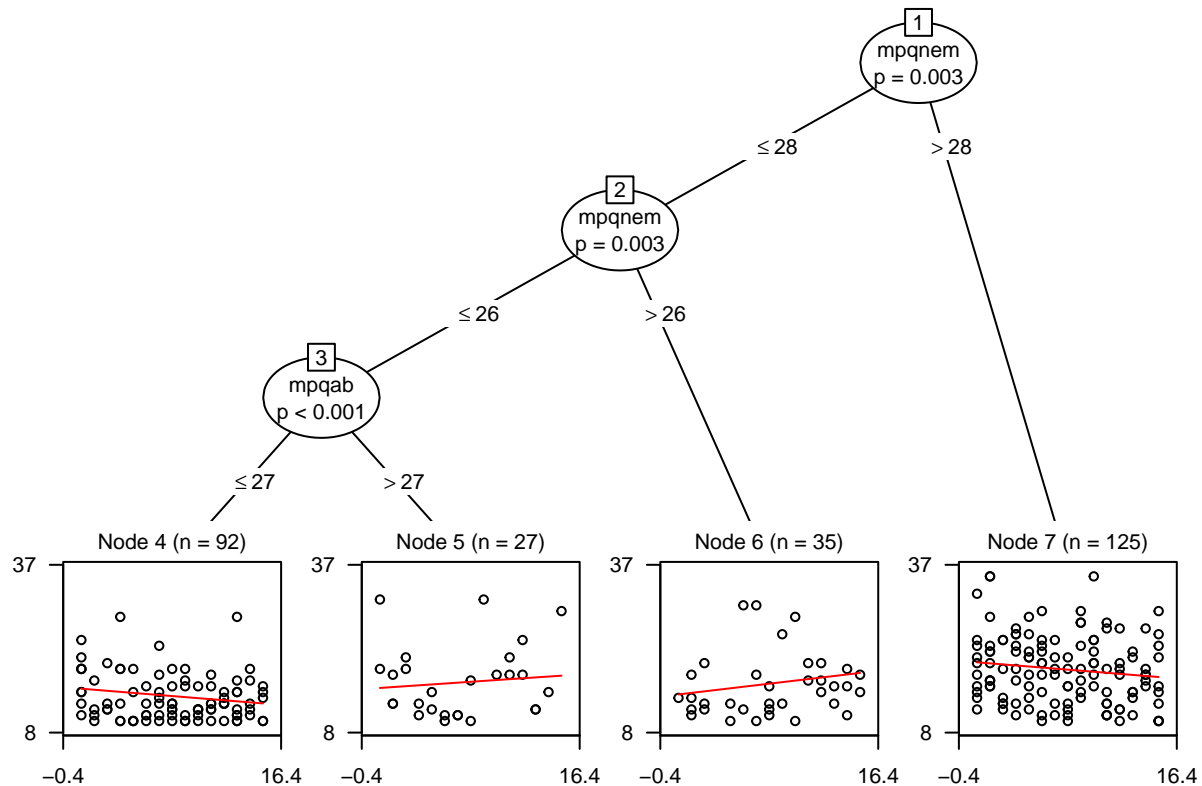 1
mpqnem
p = 0.003
≤ 28
> 28
2
mpqnem
p = 0.003
≤ 26
> 26
3
mpqab
p < 0.001
≤ 27
> 27
Node 4 (n = 92)
37
8
−0.4
16.4
Node 5 (n = 27)
37
8
−0.4
16.4
Node 6 (n = 35)
37
8
−0.4
16.4
Node 7 (n = 125)
37
8
−0.4
16.4